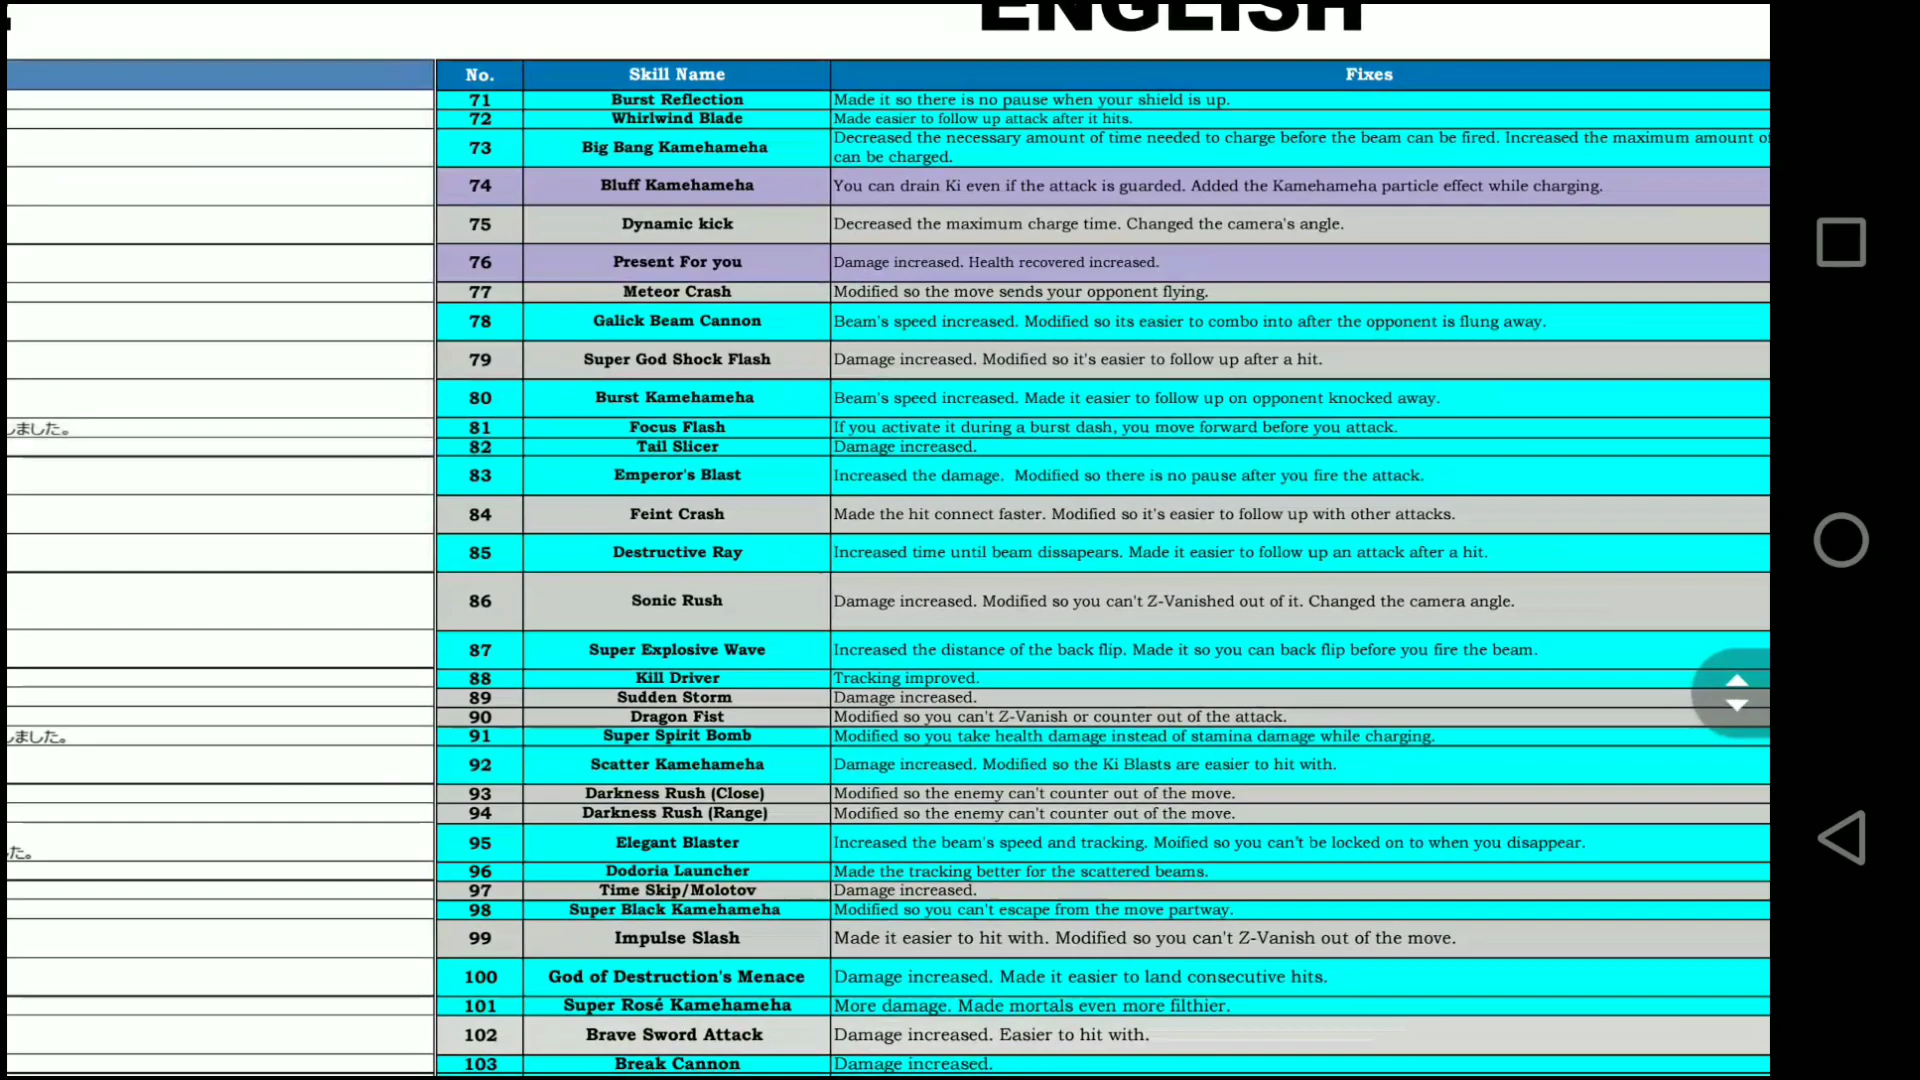 ENGLISH
No. Skill Name Fixes
71 Burst Reflection Made it so there is no pause when your shield is up.
72 Whirlwind Blade Made easier to follow up attack after it hits.
73 Big Bang Kamehameha Decreased the necessary amount of time needed to charge before the beam can be fired. Increased the maximum amount
can be charged.
74 Bluff Kamehameha You can drain Ki even if the attack is guarded. Added the Kamehameha particle effect while charging.
75 Dynamic kick Decreased the maximum charge time. Changed the camera's angle.
76 Present For you Damage increased. Health recovered increased.
77 Meteor Crash Modified so the move sends your opponent flying.
78 Galick Beam Cannon Beam's speed increased. Modified so its easier to combo into after the opponent is flung away.
79 Super God Shock Flash Damage increased. Modified so it's easier to follow up after a hit.
80 Burst Kamehameha Beam's speed increased. Made it easier to follow up on opponent knocked away.
しました。 81 Focus Flash If you activate it during a burst dash, you move forward before you attack.
82 Tail Slicer Damage increased.
83 Emperor's Blast Increased the damage. Modified so there is no pause after you fire the attack.
84 Feint Crash Made the hit connect faster. Modified so it's easier to follow up with other attacks.
85 Destructive Ray Increased time until beam dissapears. Made it easier to follow up an attack after a hit.
86 Sonic Rush Damage increased. Modified so you can't Z-Vanished out of it. Changed the camera angle.
87 Super Explosive Wave Increased the distance of the back flip. Made it so you can back flip before you fire the beam.
88 Kill Driver Tracking improved.
89 Sudden Storm Damage increased.
90 Dragon Fist Modified so you can't Z-Vanish or counter out of the attack.
しました。 91 Super Spirit Bomb Modified so you take health damage instead of stamina damage while charging.
92 Scatter Kamehameha Damage increased. Modified so the Ki Blasts are easier to hit with.
93 Darkness Rush (Close) Modified so the enemy can't counter out of the move.
94 Darkness Rush (Range) Modified so the enemy can't counter out of the move.
た。 95 Elegant Blaster Increased the beam's speed and tracking. Moified so you can't be locked on to when you disappear.
96 Dodoria Launcher Made the tracking better for the scattered beams.
97 Time Skip/Molotov Damage increased.
98 Super Black Kamehameha Modified so you can't escape from the move partway.
99 Impulse Slash Made it easier to hit with. Modified so you can't Z-Vanish out of the move.
100 God of Destruction's Menace Damage increased. Made it easier to land consecutive hits.
101 Super Rosé Kamehameha More damage. Made mortals even more filthier.
102 Brave Sword Attack Damage increased. Easier to hit with.
103 Break Cannon Damage increased.